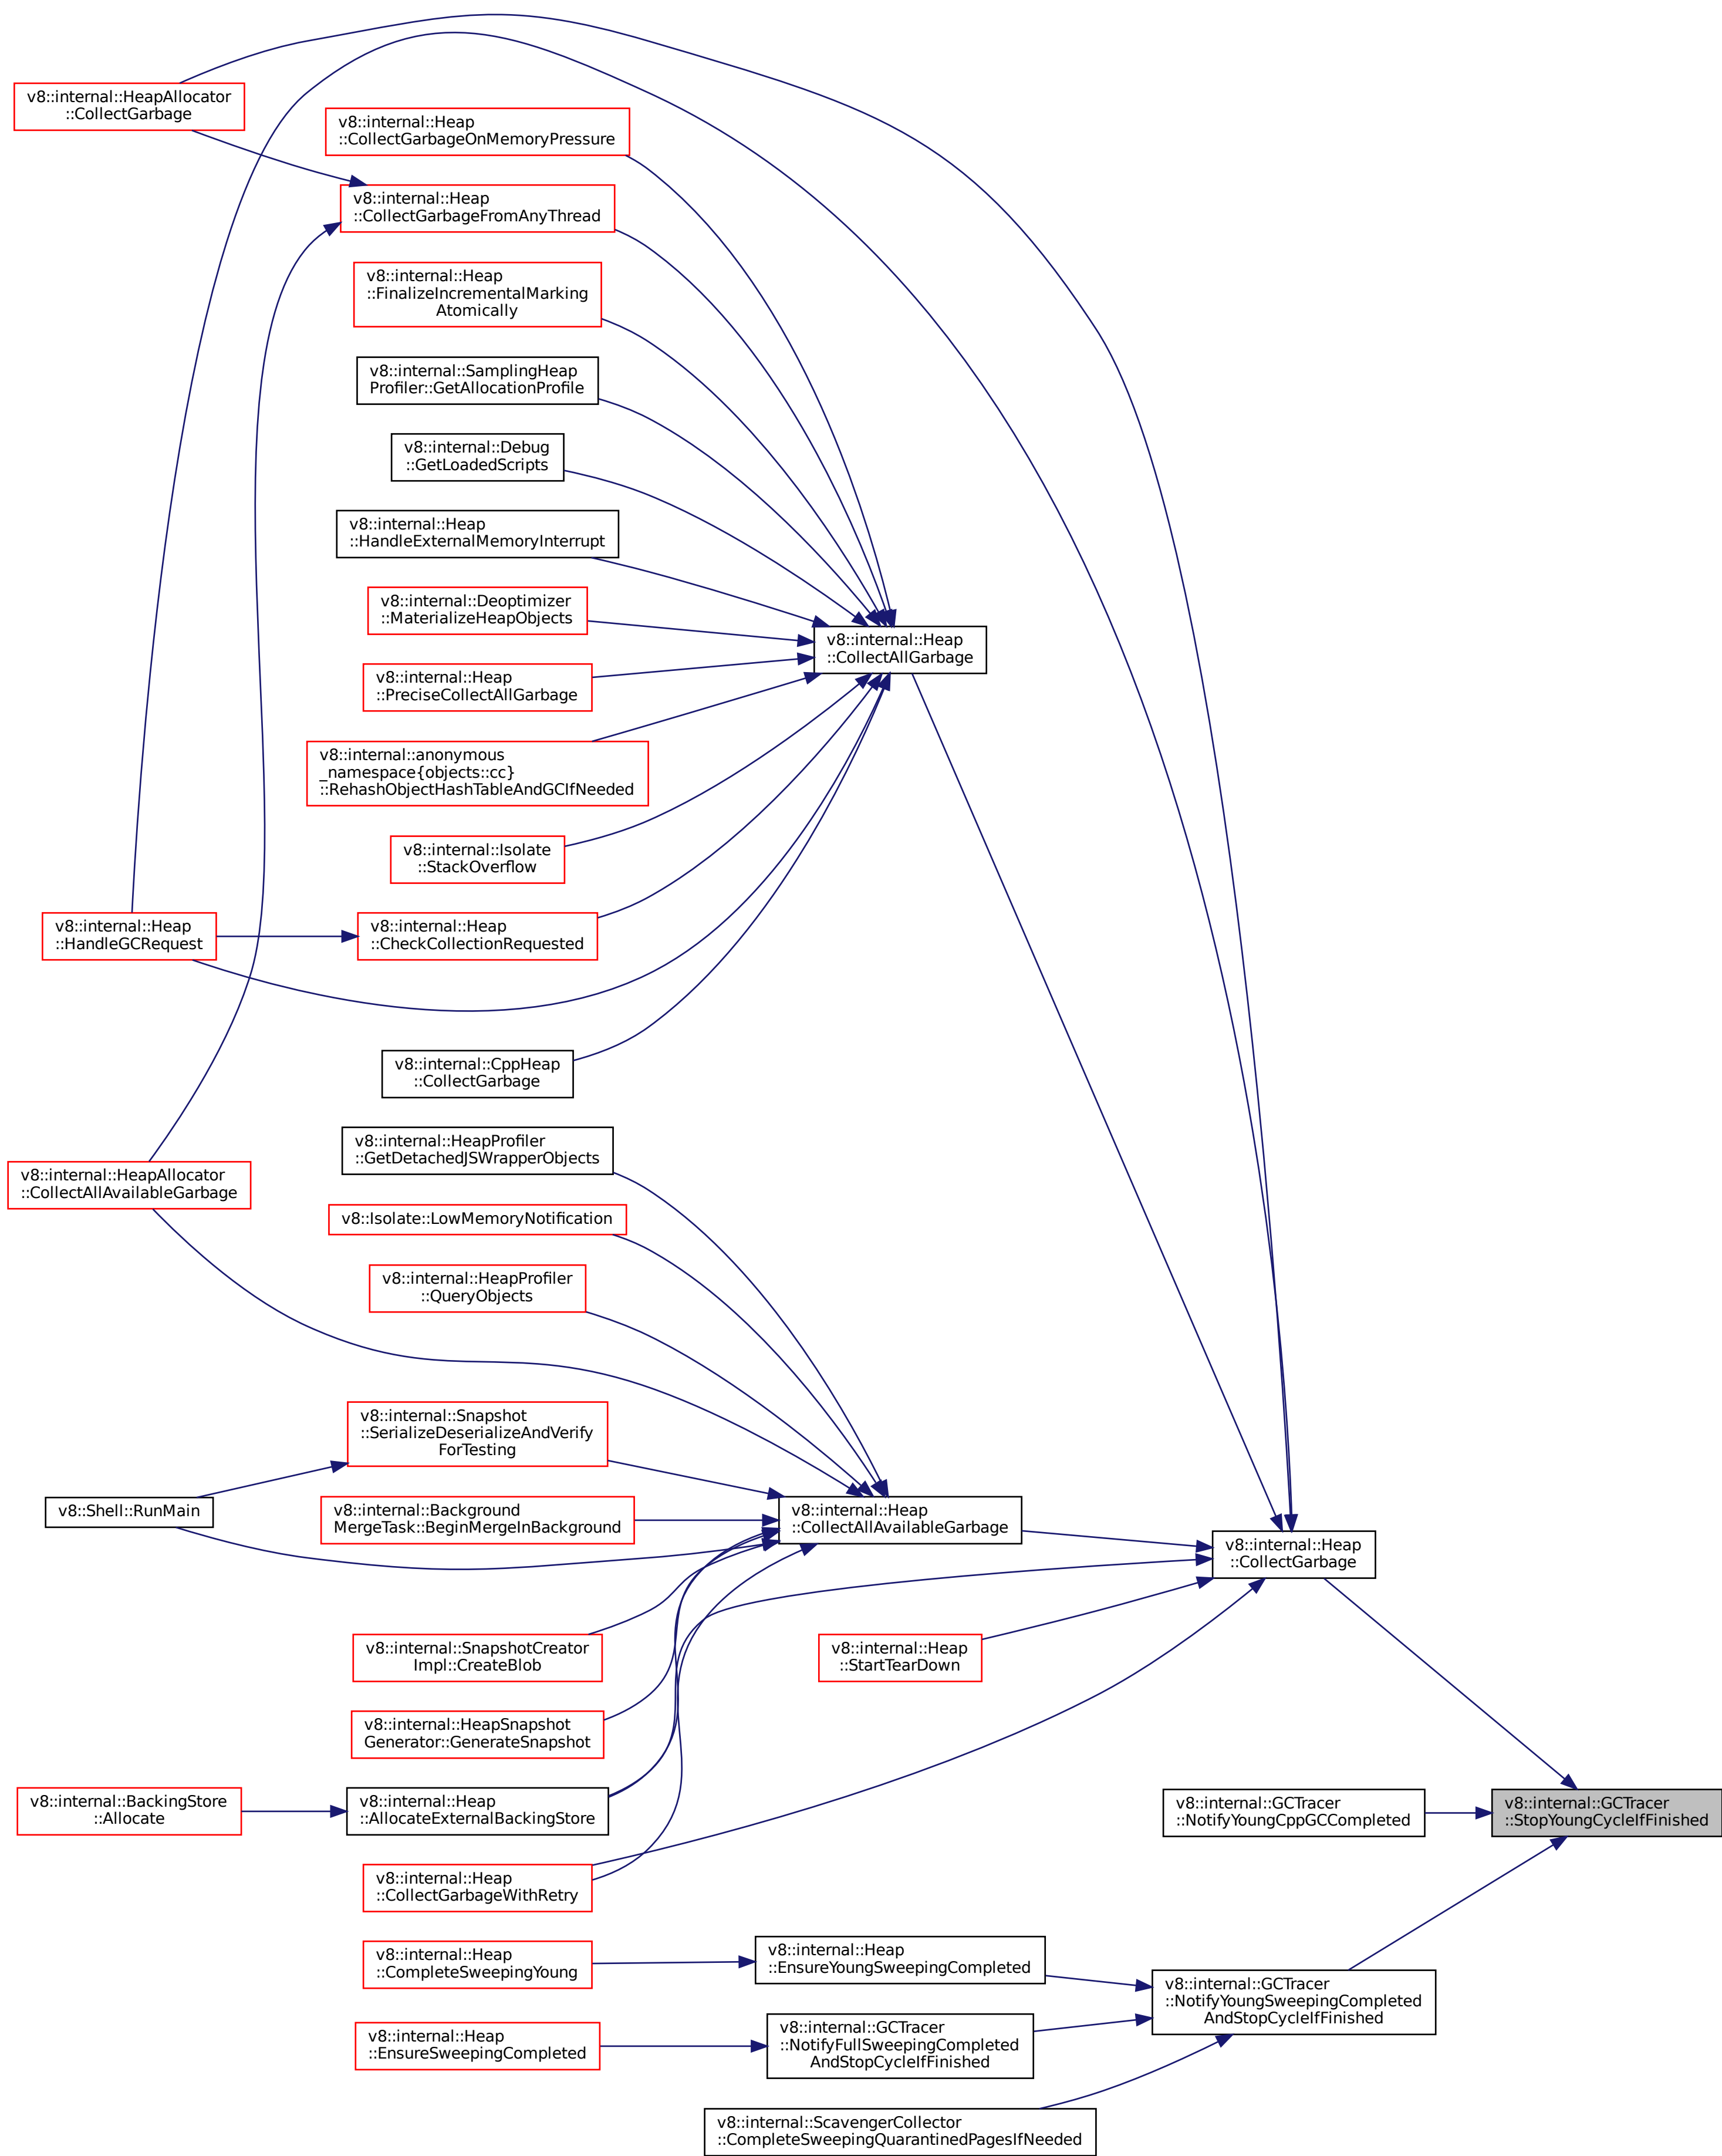 v8::internal::HeapAllocator
::CollectGarbage
v8::internal::Heap
::CollectGarbageOnMemoryPressure
v8::internal::Heap
::CollectGarbageFromAnyThread
v8::internal::Heap
::FinalizeIncrementalMarking
Atomically
v8::internal::SamplingHeap
Profiler::GetAllocationProfile
v8::internal::Debug
::GetLoadedScripts
v8::internal::Heap
::HandleExternalMemoryInterrupt
v8::internal::Deoptimizer
::MaterializeHeapObjects
v8::internal::Heap
::CollectAllGarbage
v8::internal::Heap
::PreciseCollectAllGarbage
v8::internal::anonymous
_namespace{objects::cc}
::RehashObjectHashTableAndGCIfNeeded
v8::internal::Isolate
::StackOverflow
v8::internal::Heap
::HandleGCRequest
v8::internal::Heap
::CheckCollectionRequested
v8::internal::CppHeap
::CollectGarbage
v8::internal::HeapProfiler
::GetDetachedJSWrapperObjects
v8::internal::HeapAllocator
::CollectAllAvailableGarbage
v8::Isolate::LowMemoryNotification
v8::internal::HeapProfiler
::QueryObjects
v8::internal::Snapshot
::SerializeDeserializeAndVerify
ForTesting
v8::Shell::RunMain
v8::internal::Background
MergeTask::BeginMergeInBackground
v8::internal::Heap
::CollectAllAvailableGarbage
v8::internal::Heap
::CollectGarbage
v8::internal::SnapshotCreator
Impl::CreateBlob
v8::internal::Heap
::StartTearDown
v8::internal::HeapSnapshot
Generator::GenerateSnapshot
v8::internal::BackingStore
::Allocate
v8::internal::Heap
::AllocateExternalBackingStore
v8::internal::GCTracer
::NotifyYoungCppGCCompleted
v8::internal::GCTracer
::StopYoungCycleIfFinished
v8::internal::Heap
::CollectGarbageWithRetry
v8::internal::Heap
::CompleteSweepingYoung
v8::internal::Heap
::EnsureYoungSweepingCompleted
v8::internal::GCTracer
::NotifyYoungSweepingCompleted
AndStopCycleIfFinished
v8::internal::Heap
::EnsureSweepingCompleted
v8::internal::GCTracer
::NotifyFullSweepingCompleted
AndStopCycleIfFinished
v8::internal::ScavengerCollector
::CompleteSweepingQuarantinedPagesIfNeeded